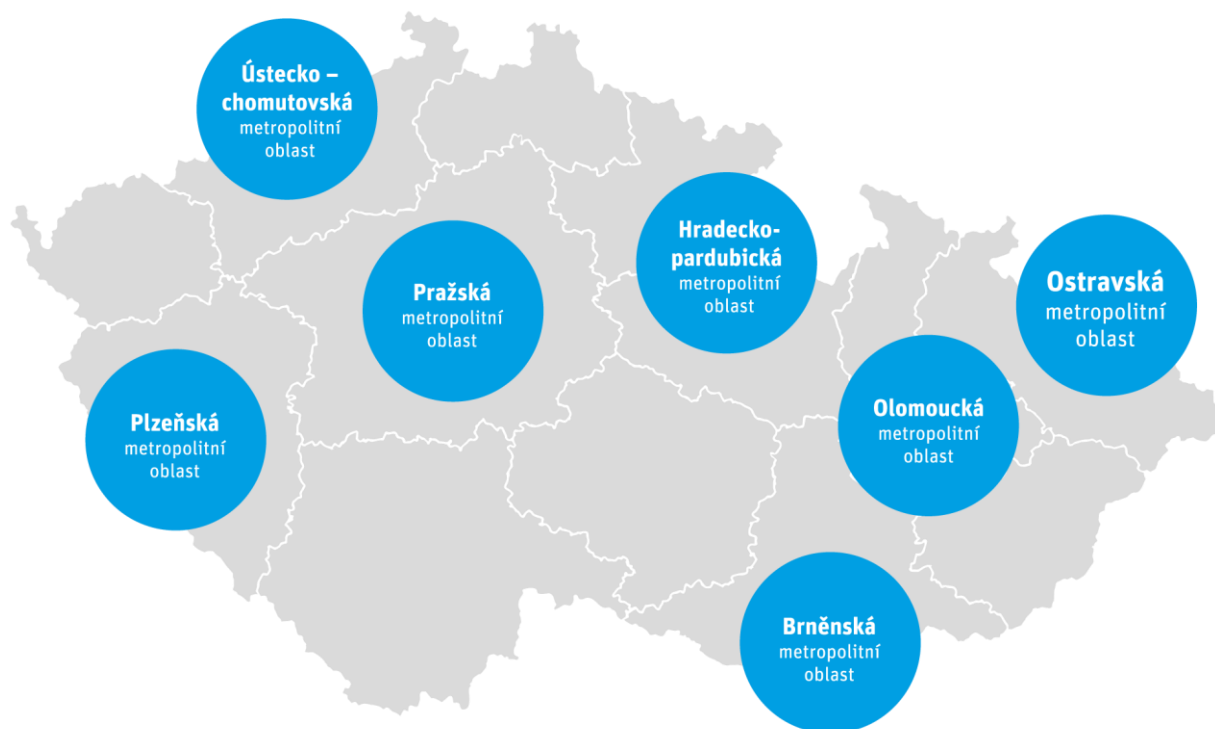 Ústecko –
chomutovská
metropolitní
oblast
Hradecko-
pardubická
metropolitní
oblast
Pražská
metropolitní
oblast
Ostravská
metropolitní
oblast
Plzeňská
metropolitní
oblast
Olomoucká
metropolitní
oblast
Brněnská
metropolitní
oblast